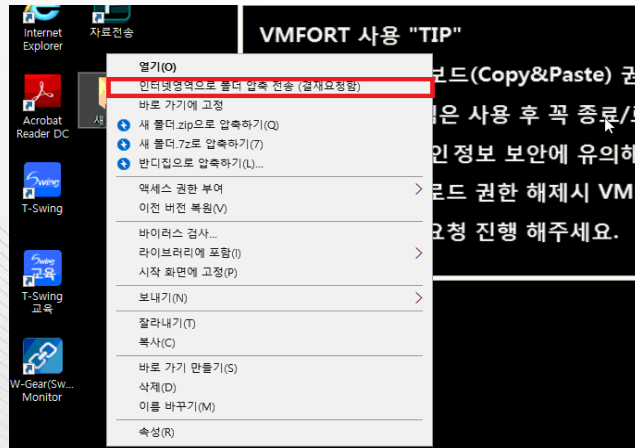 Internet
Explorer
자료전송
Acrobat
Reader DC
새
T-Swing
T-Swing
교육
W-Gear(Sw...
Monitor
열기(O)
인터넷영역으로 폴더 압축 전송 (결재요청함)
바로 가기에 고정
새 폴더.zip으로 압축하기(Q)
새 폴더.7z로 압축하기(7)
반디집으로 압축하기(L)...
액세스 권한 부여
이전 버전 복원(V)
바이러스 검사...
라이브러리에 포함(I)
시작 화면에 고정(P)
보내기(N)
잘라내기(T)
복사(C)
바로 가기 만들기(S)
삭제(D)
이름 바꾸기(M)
속성(R)
VMFORT 사용 "TIP"
보드(Copy&Paste) 권
은 사용 후 꼭 종료/
인정보 보안에 유의해
로드 권한 해제시 VM
요청 진행 해주세요.